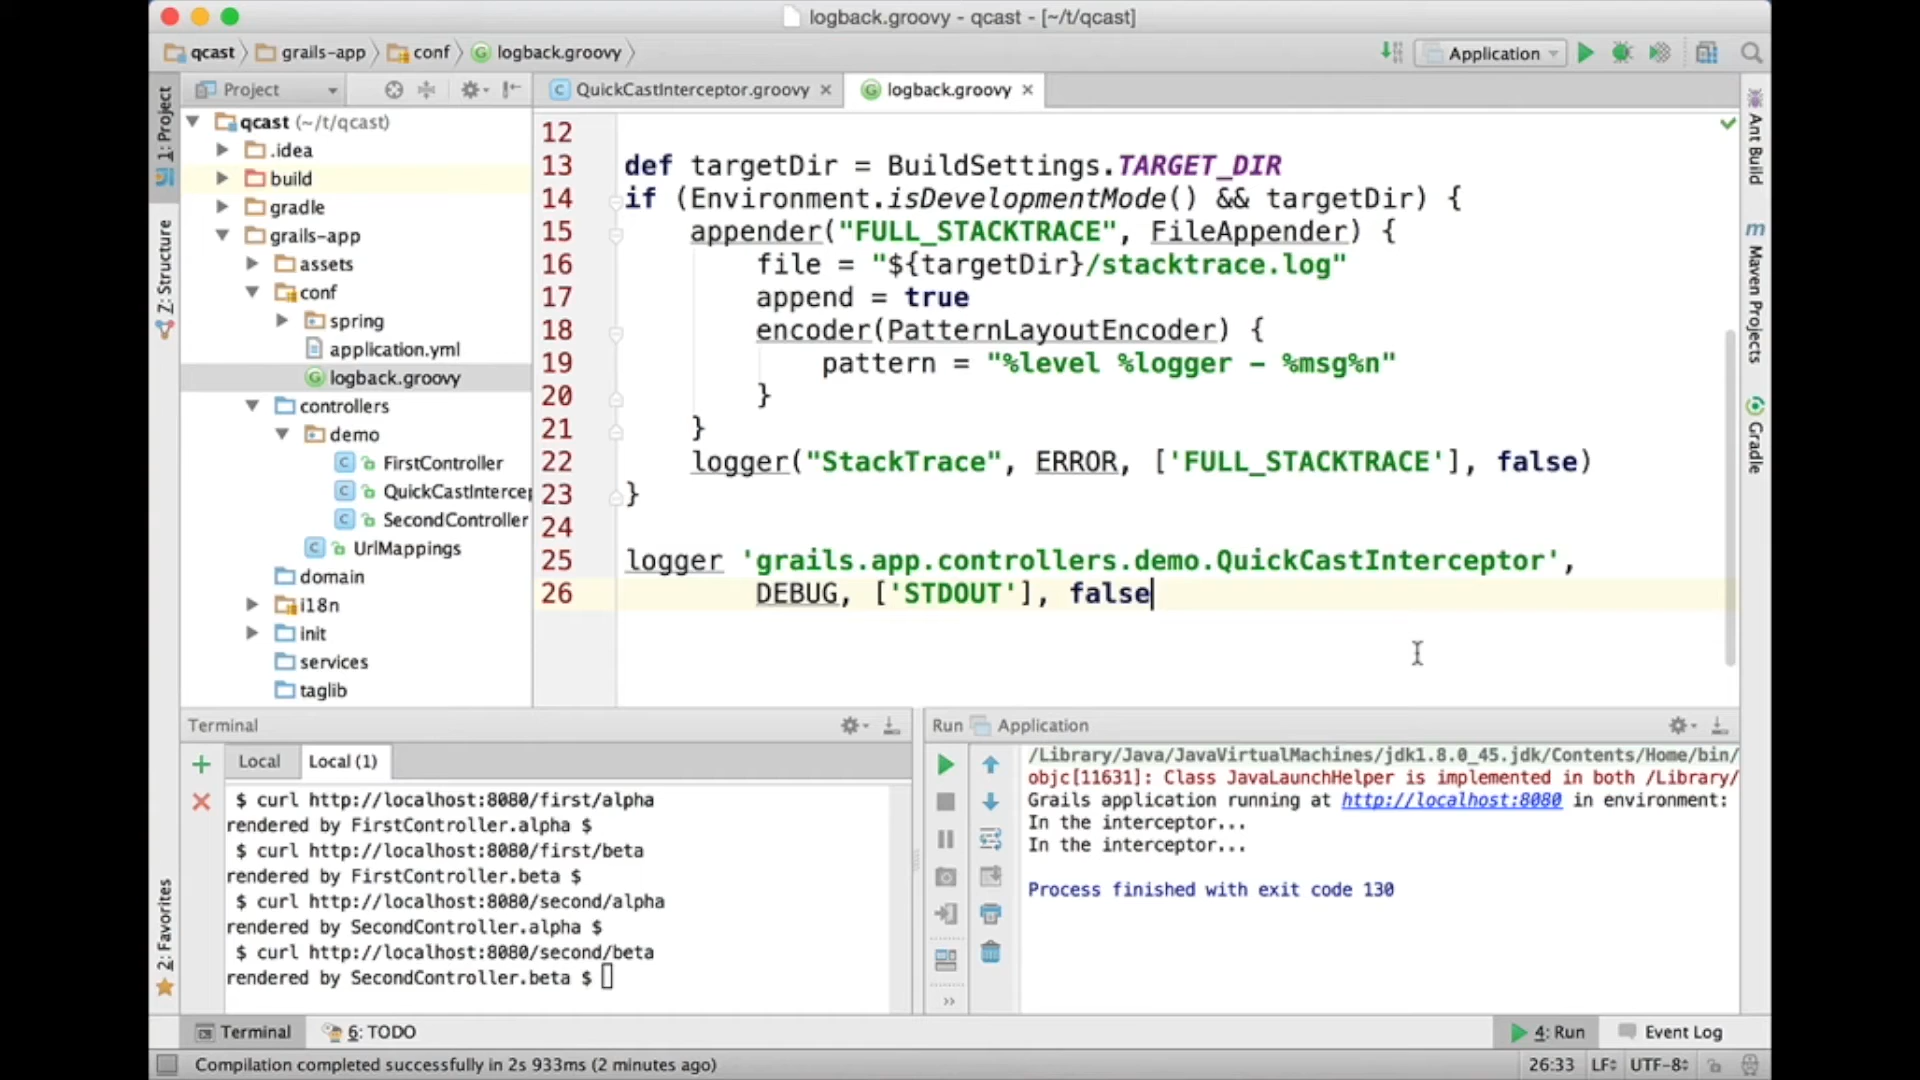 logback.groovy - qcast - [~/t/qcast]
qcast grails-app conf logback.groovy
Application
1: Project
Z: Structure
2: Favorites
Project
qcast (~/t/qcast)
.idea
build
gradle
grails-app
assets
conf
spring
application.yml
logback.groovy
controllers
demo
FirstController
QuickCastIntercep
SecondController
UrlMappings
domain
i18n
init
services
taglib
QuickCastInterceptor.groovy
logback.groovy
12
13 def targetDir = BuildSettings.TARGET_DIR
14 if (Environment.isDevelopmentMode() && targetDir) {
15 appender("FULL_STACKTRACE", FileAppender) {
16 file = "${targetDir}/stacktrace.log"
17 append = true
18 encoder(PatternLayoutEncoder) {
19 pattern = "%level %logger - %msg%n"
20 }
21 }
22 logger("StackTrace", ERROR, ['FULL_STACKTRACE'], false)
23 }
24
25 logger 'grails.app.controllers.demo.QuickCastInterceptor',
26 DEBUG, ['STDOUT'], false
Ant Build
m Maven Projects
Gradle
Terminal
Local Local (1)
$ curl http://localhost:8080/first/alpha
rendered by FirstController.alpha $
$ curl http://localhost:8080/first/beta
rendered by FirstController.beta $
$ curl http://localhost:8080/second/alpha
rendered by SecondController.alpha $
$ curl http://localhost:8080/second/beta
rendered by SecondController.beta $
Run Application
/Library/Java/JavaVirtualMachines/jdk1.8.0_45.jdk/Contents/Home/bin/
objc[11631]: Class JavaLaunchHelper is implemented in both /Library/
Grails application running at http://localhost:8080 in environment:
In the interceptor...
In the interceptor...
Process finished with exit code 130
Terminal 6: TODO
4: Run Event Log
Compilation completed successfully in 2s 933ms (2 minutes ago)
26:33 LF UTF-8